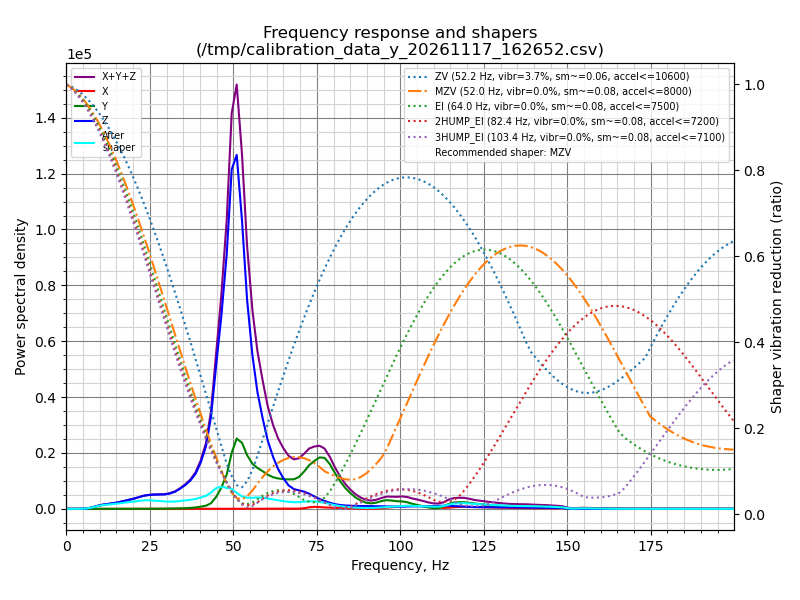 Frequency response and shapers
(/tmp/calibration_data_y_20261117_162652.csv)
1e5
X+Y+Z
X
Y
Z
After
shaper
ZV (52.2 Hz, vibr=3.7%, sm~=0.06, accel<=10600)
MZV (52.0 Hz, vibr=0.0%, sm~=0.08, accel<=8000)
EI (64.0 Hz, vibr=0.0%, sm~=0.08, accel<=7500)
2HUMP_EI (82.4 Hz, vibr=0.0%, sm~=0.08, accel<=7200)
3HUMP_EI (103.4 Hz, vibr=0.0%, sm~=0.08, accel<=7100)
Recommended shaper: MZV
Power spectral density
1.4
1.2
1.0
0.8
0.6
0.4
0.2
0.0
1.0
0.8
0.6
0.4
0.2
0.0
Shaper vibration reduction (ratio)
0 25 50 75 100 125 150 175
Frequency, Hz